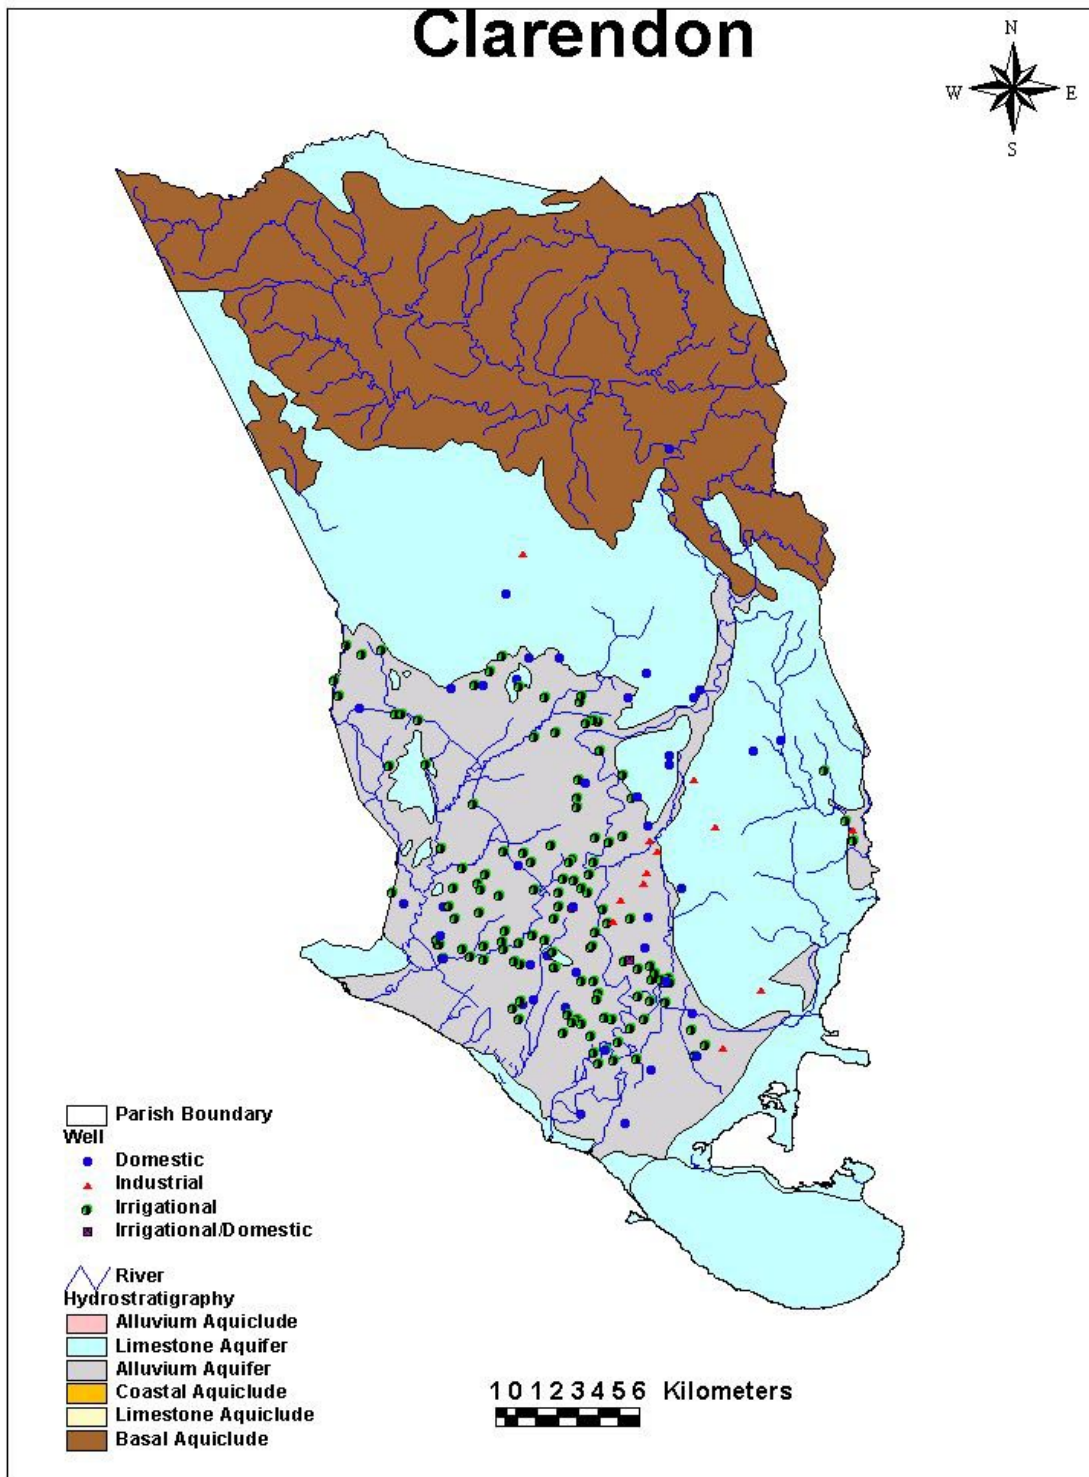 Clarendon
N
W E
S
Parish Boundary
Well
Domestic
Industrial
Irrigational
Irrigational/Domestic
River
Hydrostratigraphy
Alluvium Aquiclude
Limestone Aquifer
Alluvium Aquifer
Coastal Aquiclude
Limestone Aquiclude
Basal Aquiclude
1 0 1 2 3 4 5 6 Kilometers